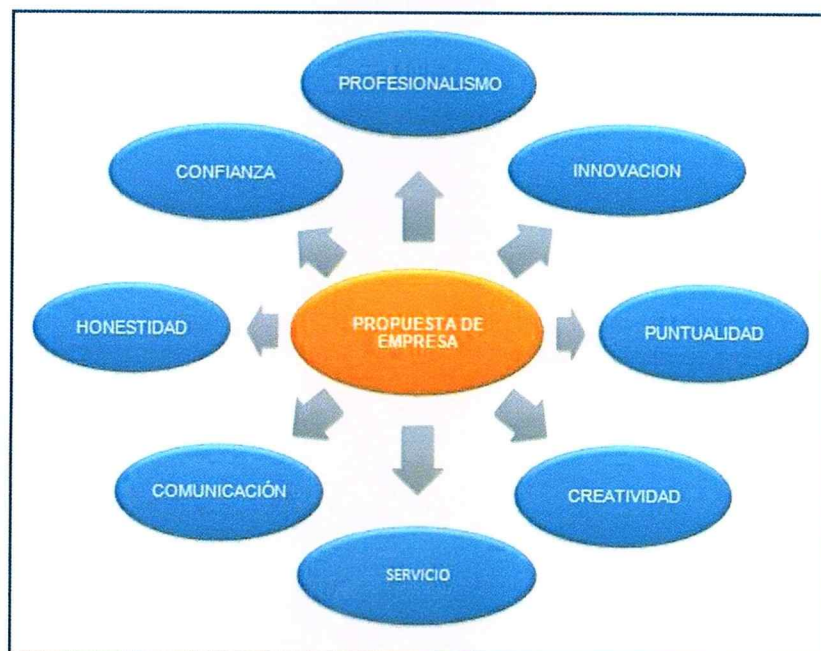 PROFESIONALISMO
CONFIANZA
INNOVACION
HONESTIDAD
PROPUESTA DE
EMPRESA
PUNTUALIDAD
COMUNICACIÓN
CREATIVIDAD
SERVICIO